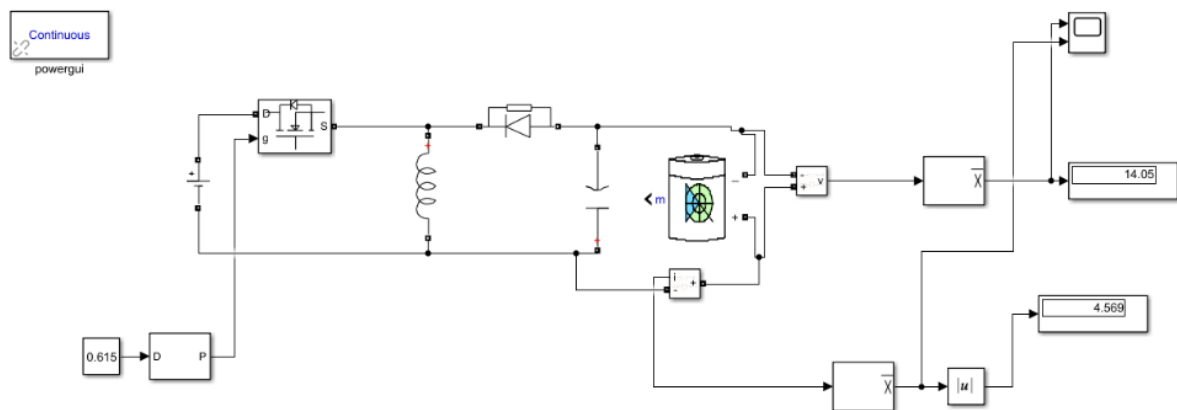 Continuous
powergui
D
S
g
+
+
m
−
+
-
+
v
X
14.05
+
i
-
+
4.569
0.615
D
P
X
|u|